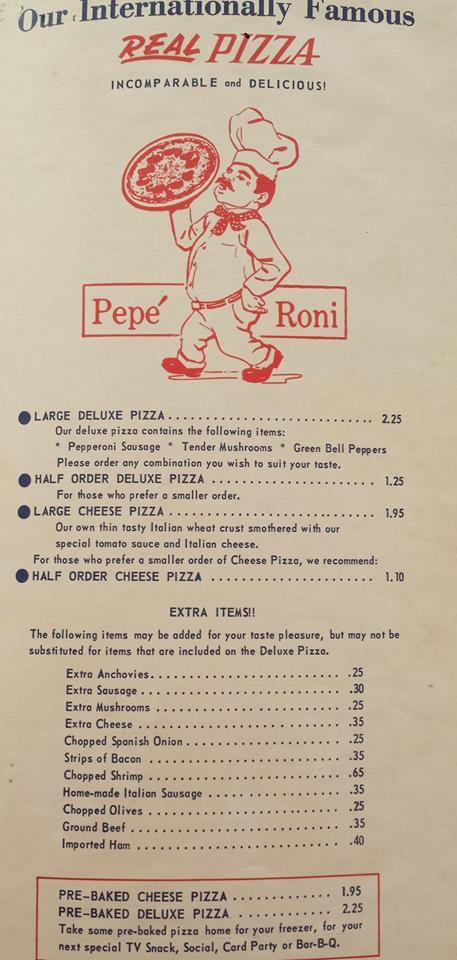 Our Internationally Famous
REAL PIZZA
INCOMPARABLE and DELICIOUS!
Pepé Roni
LARGE DELUXE PIZZA.......................... 2.25
Our deluxe pizza contains the following items:
* Pepperoni Sausage * Tender Mushrooms * Green Bell Peppers
Please order any combination you wish to suit your taste.
HALF ORDER DELUXE PIZZA ..................... 1.25
For those who prefer a smaller order.
LARGE CHEESE PIZZA .......................... 1.95
Our own thin tasty Italian wheat crust smothered with our
special tomato sauce and Italian cheese.
For those who prefer a smaller order of Cheese Pizza, we recommend:
HALF ORDER CHEESE PIZZA ..................... 1.10
EXTRA ITEMS!!
The following items may be added for your taste pleasure, but may not be
substituted for items that are included on the Deluxe Pizza.
Extra Anchovies........................... .25
Extra Sausage ............................ .30
Extra Mushrooms .......................... .25
Extra Cheese ............................ .35
Chopped Spanish Onion..................... .25
Strips of Bacon .......................... .35
Chopped Shrimp .......................... .65
Home-made Italian Sausage ................. .35
Chopped Olives .......................... .25
Ground Beef ............................. .35
Imported Ham ............................ .40
PRE-BAKED CHEESE PIZZA ............. 1.95
PRE-BAKED DELUXE PIZZA ............ 2.25
Take some pre-baked pizza home for your freezer, for your
next special TV Snack, Social, Card Party or Bar-B-Q.